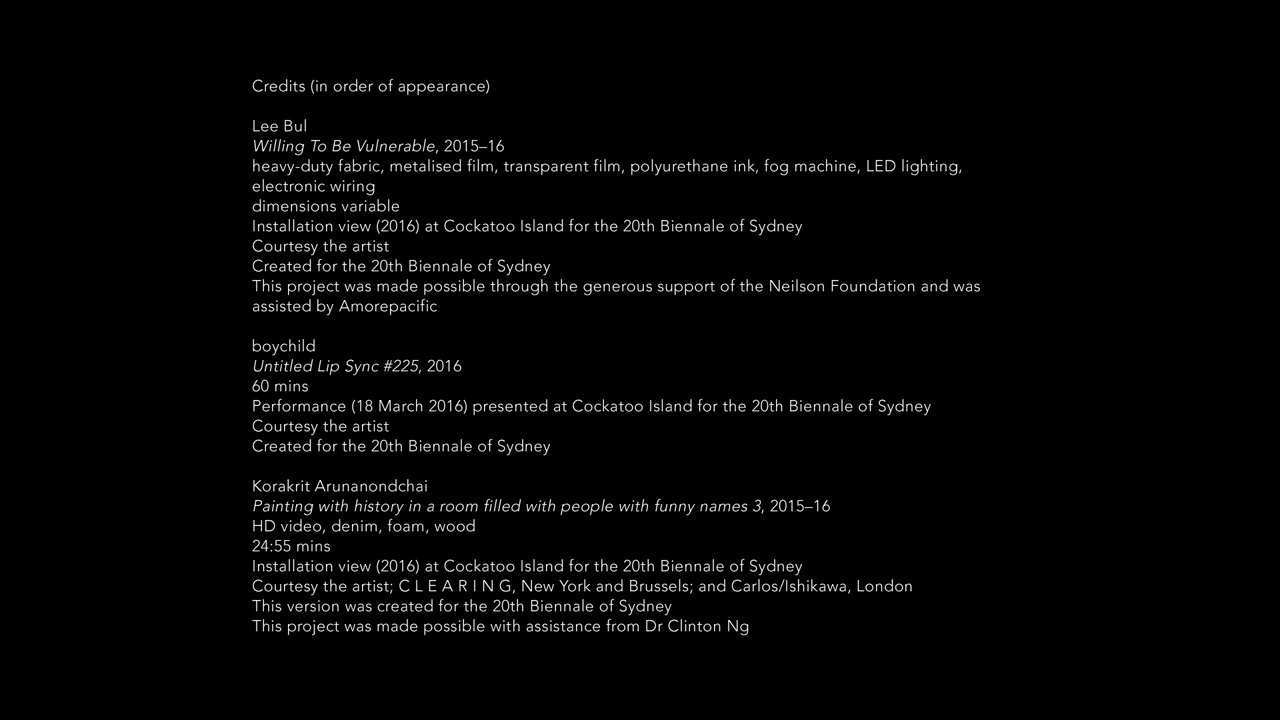 Credits (in order of appearance)
Lee Bul
Willing To Be Vulnerable, 2015–16
heavy-duty fabric, metalised film, transparent film, polyurethane ink, fog machine, LED lighting,
electronic wiring
dimensions variable
Installation view (2016) at Cockatoo Island for the 20th Biennale of Sydney
Courtesy the artist
Created for the 20th Biennale of Sydney
This project was made possible through the generous support of the Neilson Foundation and was
assisted by Amorepacific
boychild
Untitled Lip Sync #225, 2016
60 mins
Performance (18 March 2016) presented at Cockatoo Island for the 20th Biennale of Sydney
Courtesy the artist
Created for the 20th Biennale of Sydney
Korakrit Arunanondchai
Painting with history in a room filled with people with funny names 3, 2015–16
HD video, denim, foam, wood
24:55 mins
Installation view (2016) at Cockatoo Island for the 20th Biennale of Sydney
Courtesy the artist; C L E A R I N G, New York and Brussels; and Carlos/Ishikawa, London
This version was created for the 20th Biennale of Sydney
This project was made possible with assistance from Dr Clinton Ng